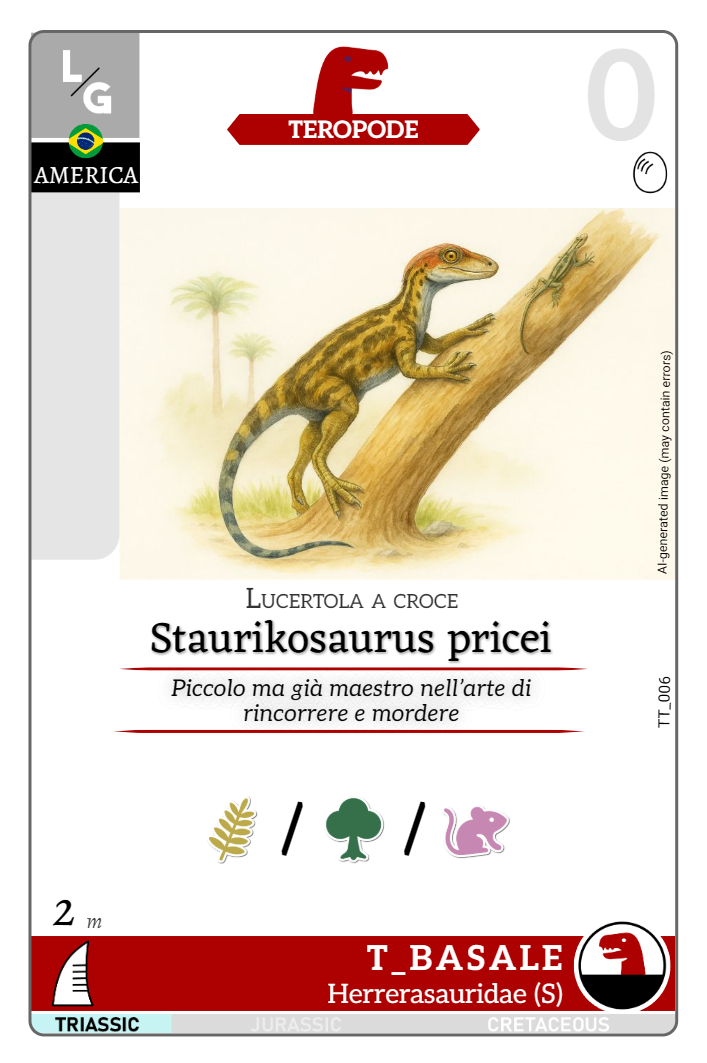 L/G
TEROPODE
0
AMERICA
AI-generated image (may contain errors)
LUCERTOLA A CROCE
Staurikosaurus pricei
Piccolo ma già maestro nell'arte di
rincorrere e mordere
TT_006
/ /
2 m
T_BASALE
Herrerasauridae (S)
TRIASSIC JURASSIC CRETACEOUS